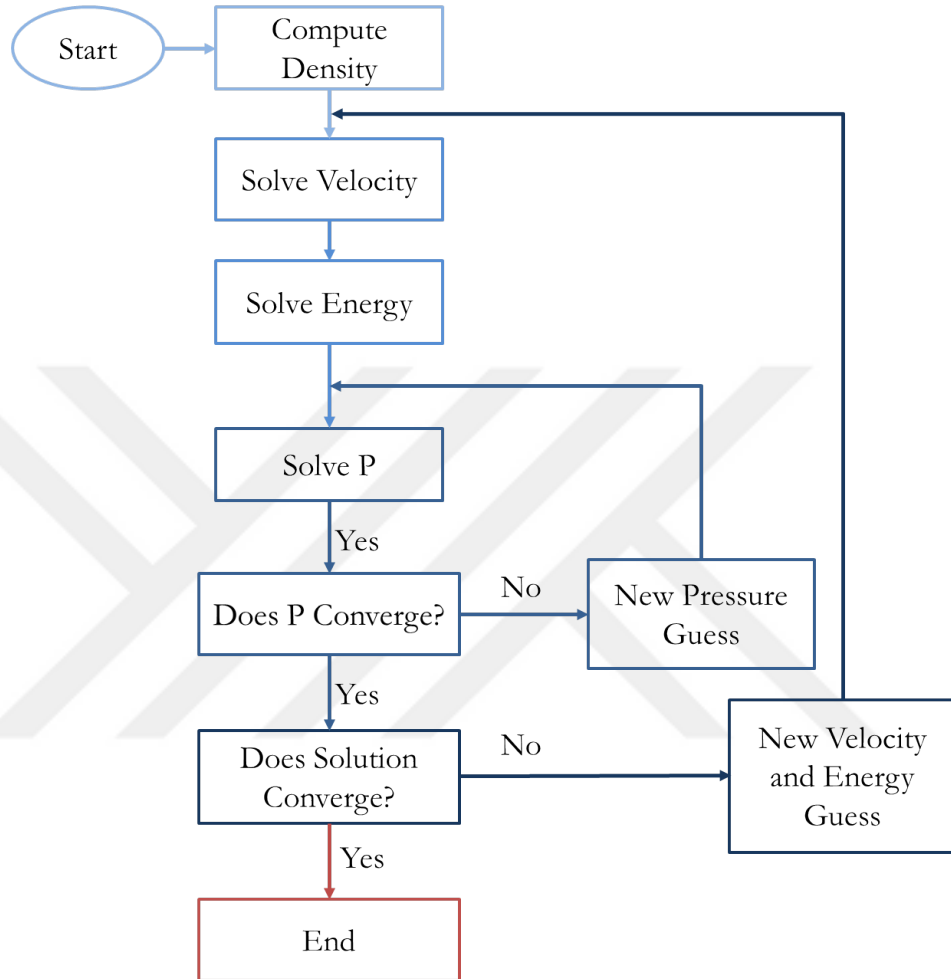 Start
Compute
Density
Solve Velocity
Solve Energy
Solve P
Yes
Does P Converge?
No
New Pressure
Guess
Yes
Does Solution
Converge?
No
New Velocity
and Energy
Guess
Yes
End